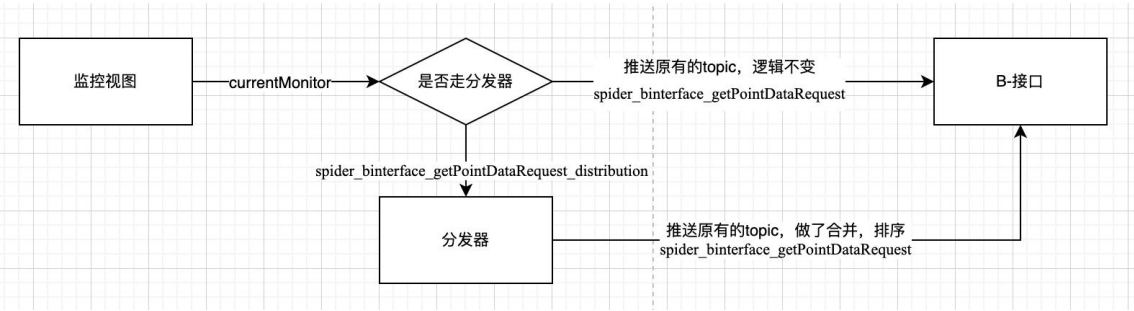 监控视图
currentMonitor
是否走分发器
推送原有的topic，逻辑不变
spider_binterface_getPointDataRequest
B-接口
spider_binterface_getPointDataRequest_distribution
分发器
推送原有的topic，做了合并，排序
spider_binterface_getPointDataRequest